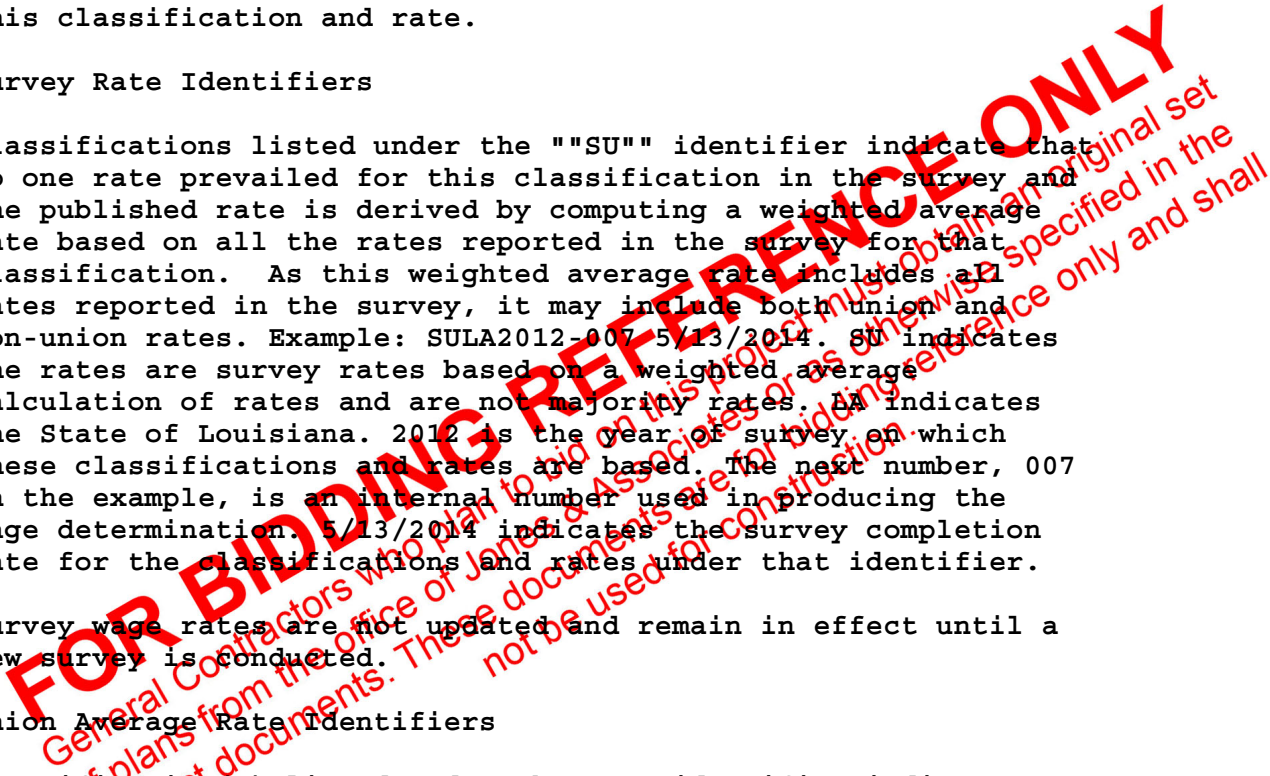 his classification and rate.
urvey Rate Identifiers
lassifications listed under the ""SU"" identifier indicate that
o one rate prevailed for this classification in the survey and
he published rate is derived by computing a weighted average
ate based on all the rates reported in the survey for that
lassification. As this weighted average rate includes all
ates reported in the survey, it may include both union and
on-union rates. Example: SULA2012-007 5/13/2014. SU indicates
he rates are survey rates based on a weighted average
alculation of rates and are not majority rates. LA indicates
he State of Louisiana. 2012 is the year of survey on which
hese classifications and rates are based. The next number, 007
n the example, is an internal number used in producing the
age determination. 5/13/2014 indicates the survey completion
ate for the classifications and rates under that identifier.
urvey wage rates are not updated and remain in effect until a
ew survey is conducted.
nion Average Rate Identifiers
FOR BIDDING REFERENCE ONLY
General Contractors who plan to bid on this project must obtain an original set
of plans from the office of Jones & Associates or as otherwise specified in the
t documents. These documents are for bidding reference only and shall
not be used for construction.